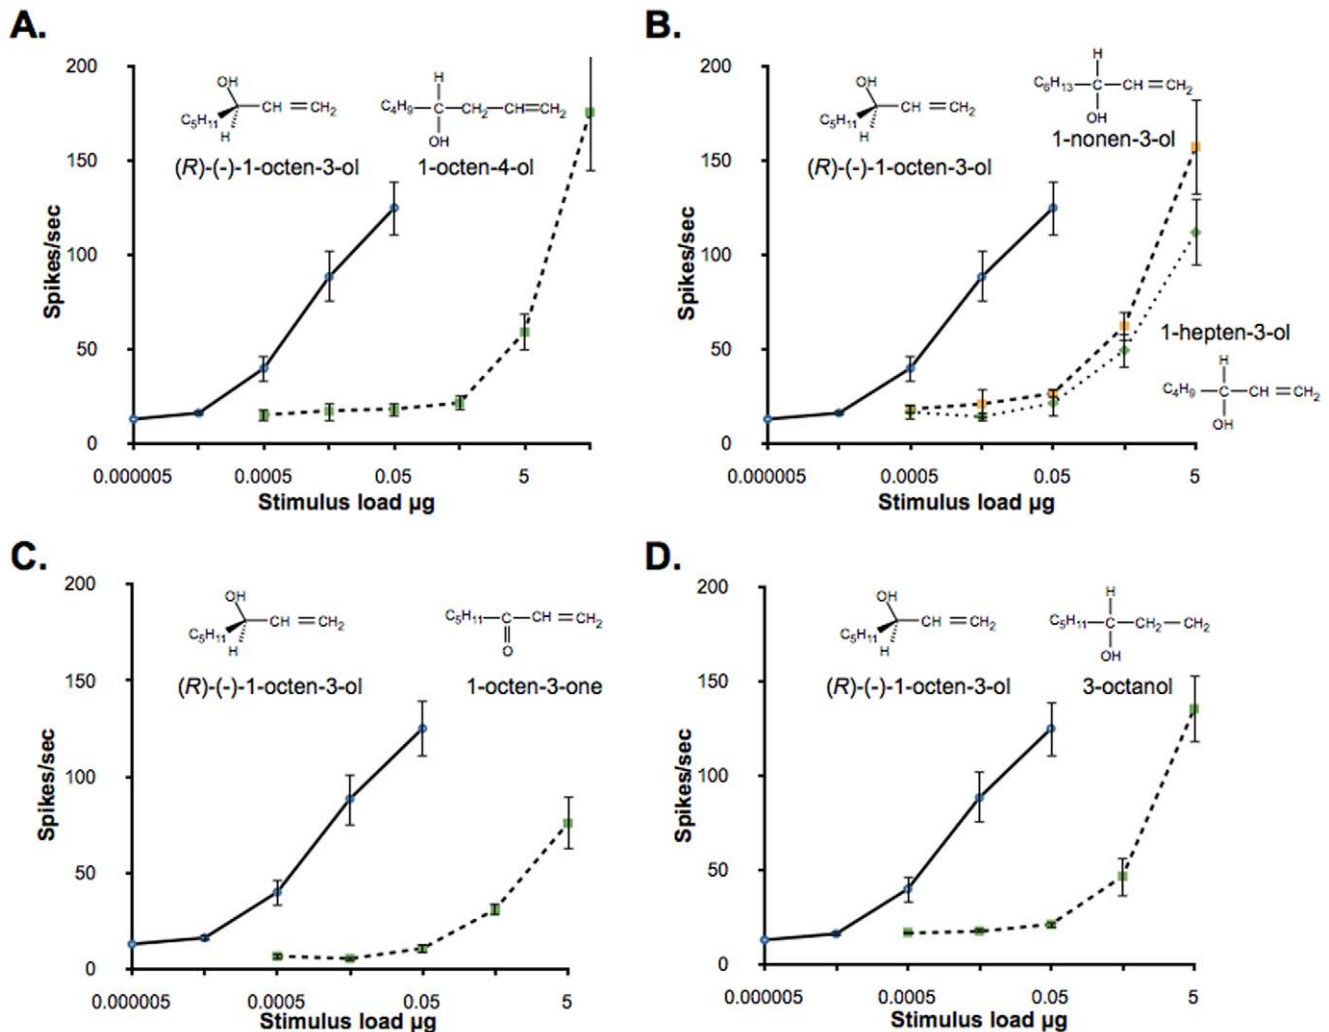 A.
200
150
100
50
0
Spikes/sec
OH
C5H11
CH
CH2
H
(R)-(-)-1-octen-3-ol
H
C4H9 C CH2 CH CH2
OH
1-octen-4-ol
0.000005 0.0005 0.05 5
Stimulus load µg
B.
200
150
100
50
0
Spikes/sec
OH
C5H11
CH
CH2
H
(R)-(-)-1-octen-3-ol
H
C6H13 C CH CH2
OH
1-nonen-3-ol
1-hepten-3-ol
H
C4H9 C CH CH2
OH
0.000005 0.0005 0.05 5
Stimulus load µg
C.
200
150
100
50
0
Spikes/sec
OH
C5H11
CH
CH2
H
(R)-(-)-1-octen-3-ol
C5H11 C CH CH2
O
1-octen-3-one
0.000005 0.0005 0.05 5
Stimulus load µg
D.
200
150
100
50
0
Spikes/sec
OH
C5H11
CH
CH2
H
(R)-(-)-1-octen-3-ol
H
C5H11 C CH2 CH2
OH
3-octanol
0.000005 0.0005 0.05 5
Stimulus load µg